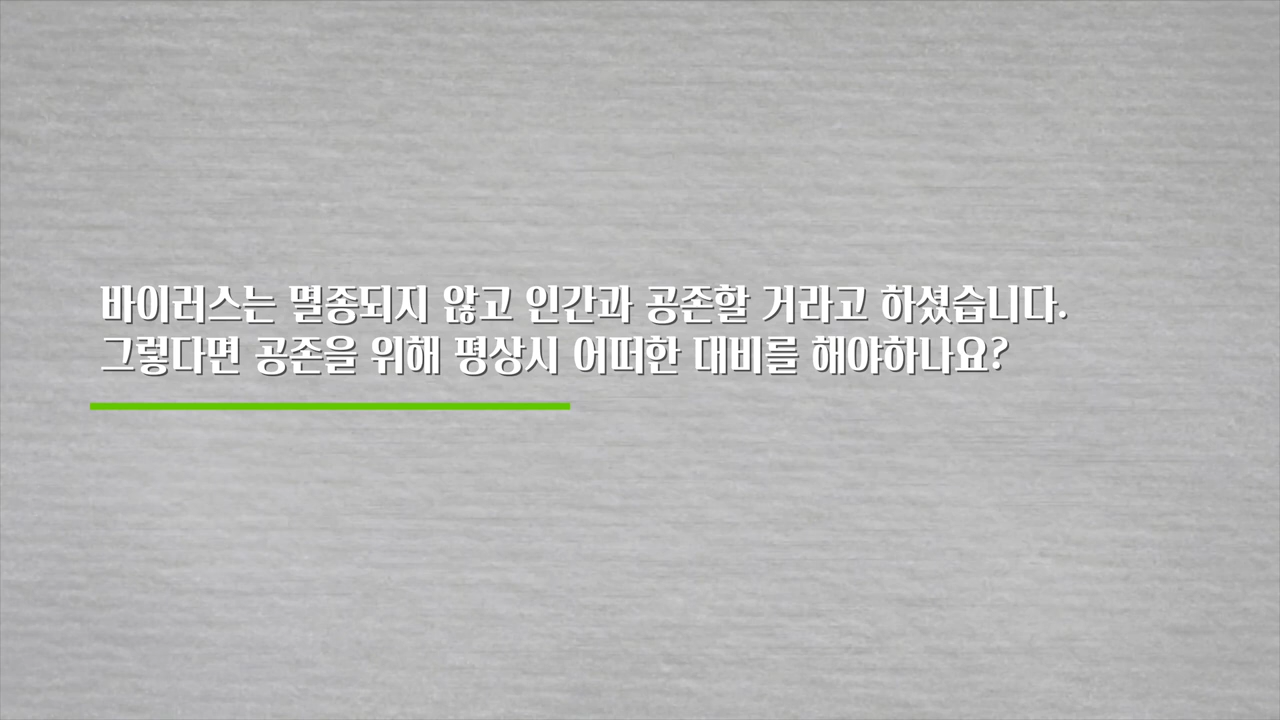 바이러스는 멸종되지 않고 인간과 공존할 거라고 하셨습니다.
그렇다면 공존을 위해 평상시 어떠한 대비를 해야하나요?